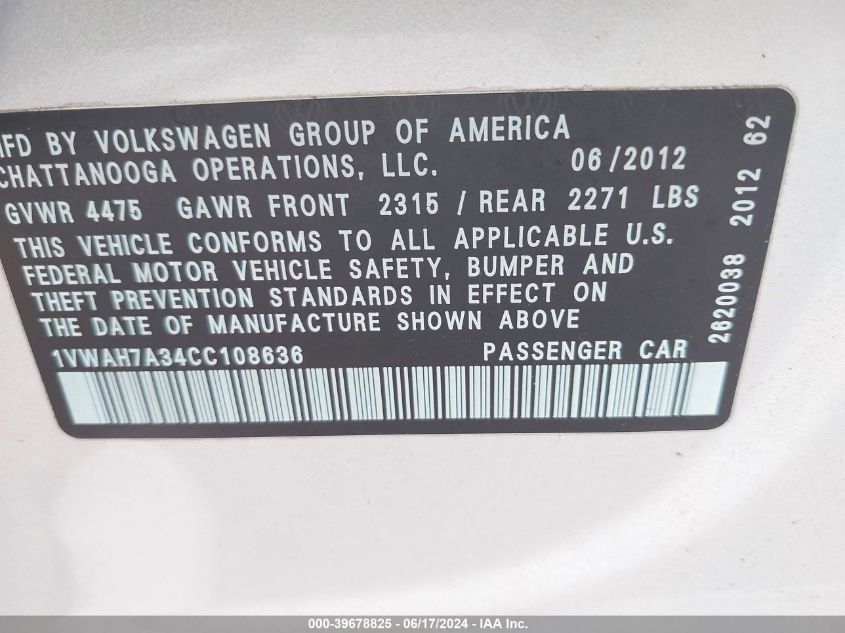 MFD BY VOLKSWAGEN GROUP OF AMERICA
CHATTANOOGA OPERATIONS, LLC. 06/2012
GVWR 4475 GAWR FRONT 2315 / REAR 2271 LBS
THIS VEHICLE CONFORMS TO ALL APPLICABLE U.S.
FEDERAL MOTOR VEHICLE SAFETY, BUMPER AND
THEFT PREVENTION STANDARDS IN EFFECT ON
THE DATE OF MANUFACTURE SHOWN ABOVE
1VWAH7A34CC108636 PASSENGER CAR
2620038 2012 62
000-39678825 - 06/17/2024 - IAA Inc.